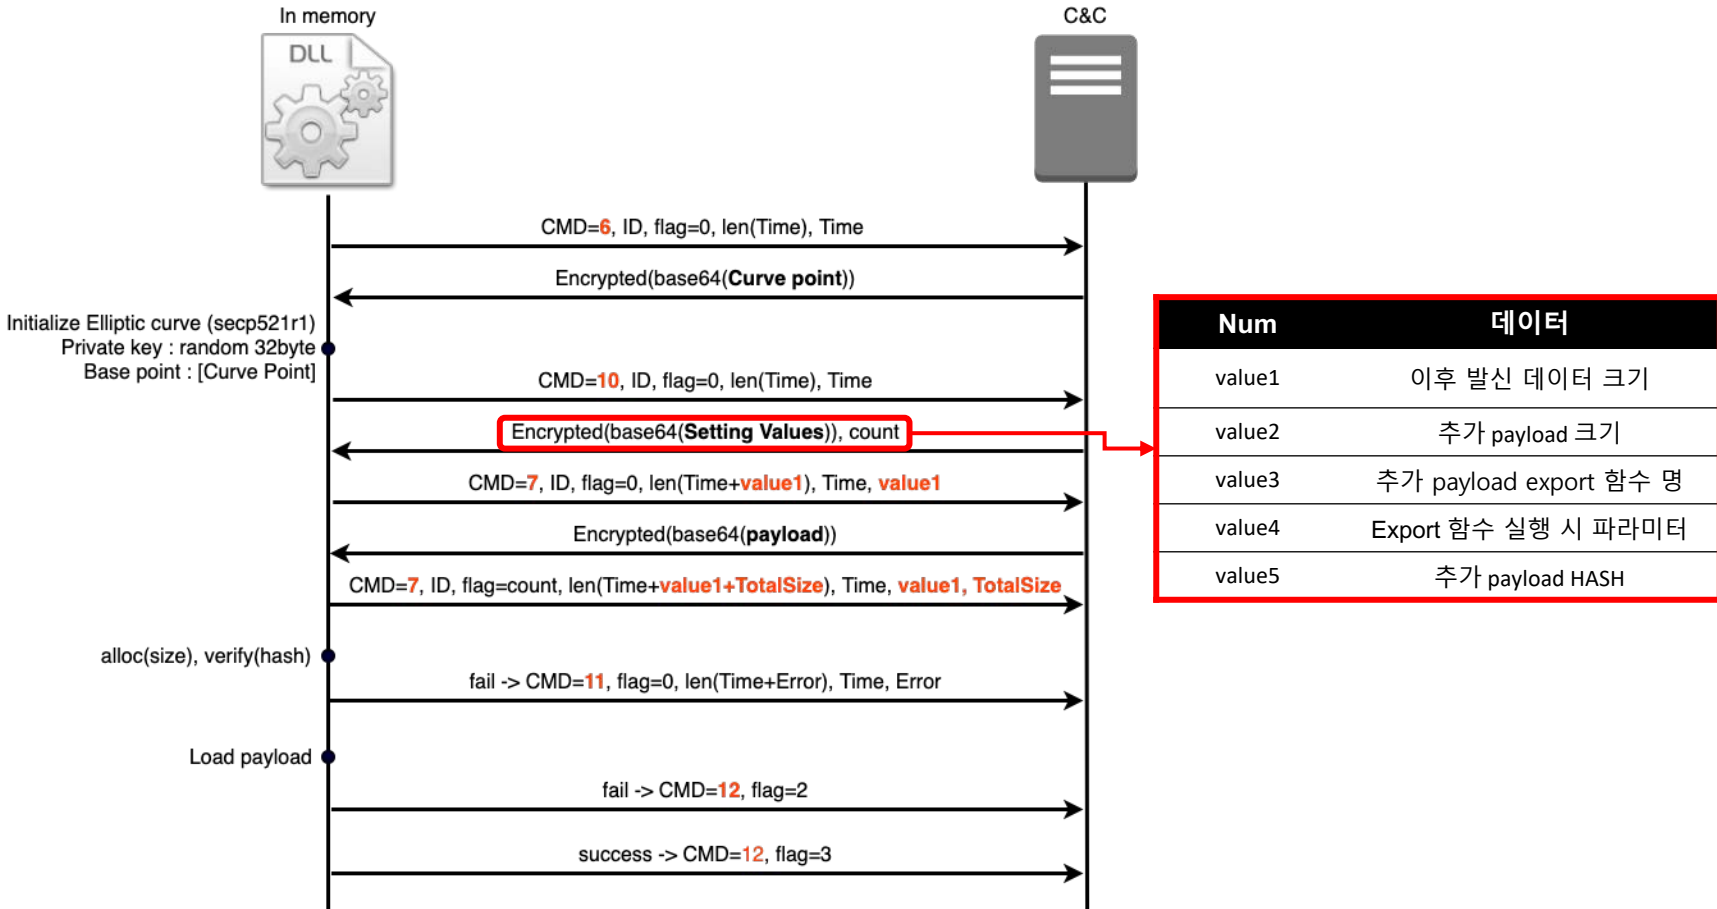 In memory
C&C
DLL
CMD=6, ID, flag=0, len(Time), Time
Encrypted(base64(Curve point))
Initialize Elliptic curve (secp521r1)
Private key : random 32byte
Base point : [Curve Point]
CMD=10, ID, flag=0, len(Time), Time
Encrypted(base64(Setting Values)), count
CMD=7, ID, flag=0, len(Time+value1), Time, value1
Encrypted(base64(payload))
CMD=7, ID, flag=count, len(Time+value1+TotalSize), Time, value1, TotalSize
alloc(size), verify(hash)
fail -> CMD=11, flag=0, len(Time+Error), Time, Error
Load payload
fail -> CMD=12, flag=2
success -> CMD=12, flag=3
Num 데이터
value1 이후 발신 데이터 크기
value2 추가 payload 크기
value3 추가 payload export 함수 명
value4 Export 함수 실행 시 파라미터
value5 추가 payload HASH